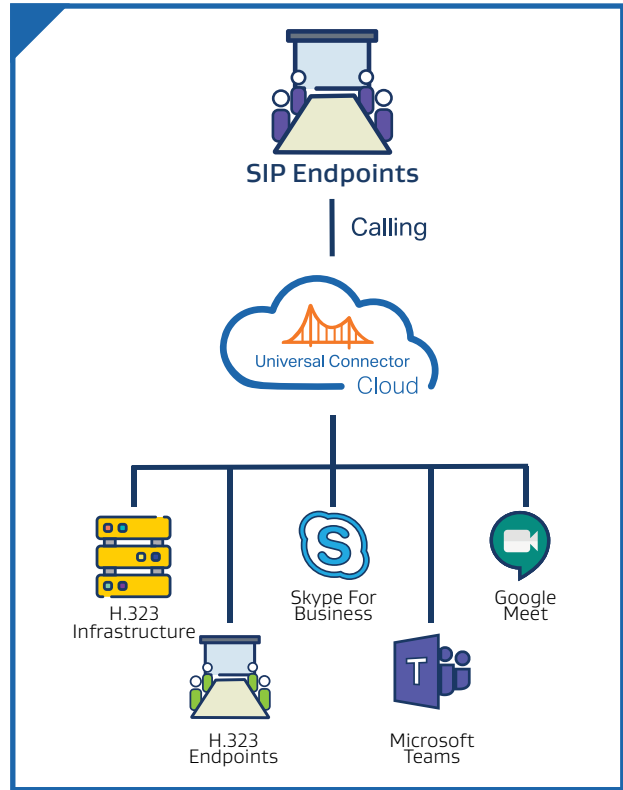 SIP Endpoints
Calling
Universal Connector
Cloud
H.323
Infrastructure
Skype For
Business
Google
Meet
H.323
Endpoints
Microsoft
Teams
S
T